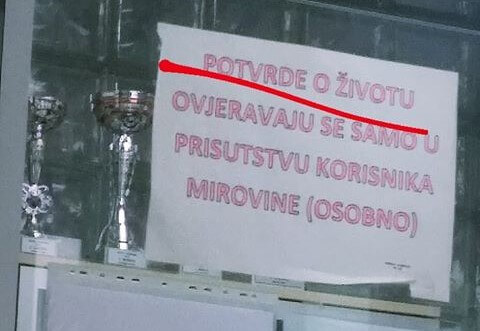 POTVRDE O ŽIVOTU
OVJERAVAJU SE SAMO U
PRISUTSTVU KORISNIKA
MIROVINE (OSOBNO)